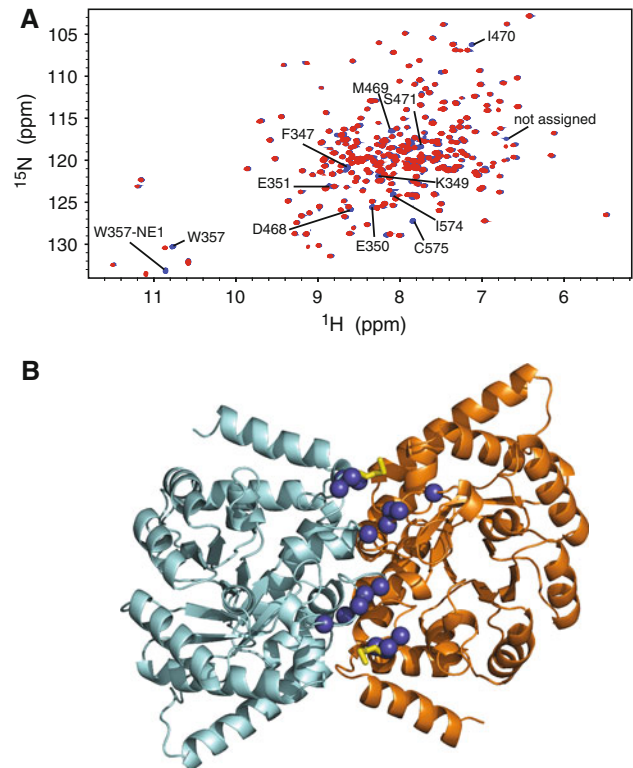 A
105
110
115
120
125
130
15N (ppm)
11
10
9
8
7
6
1H (ppm)
I470
M469
S471
not assigned
F347
E351
K349
D468
I574
W357-NE1
W357
E350
C575
B